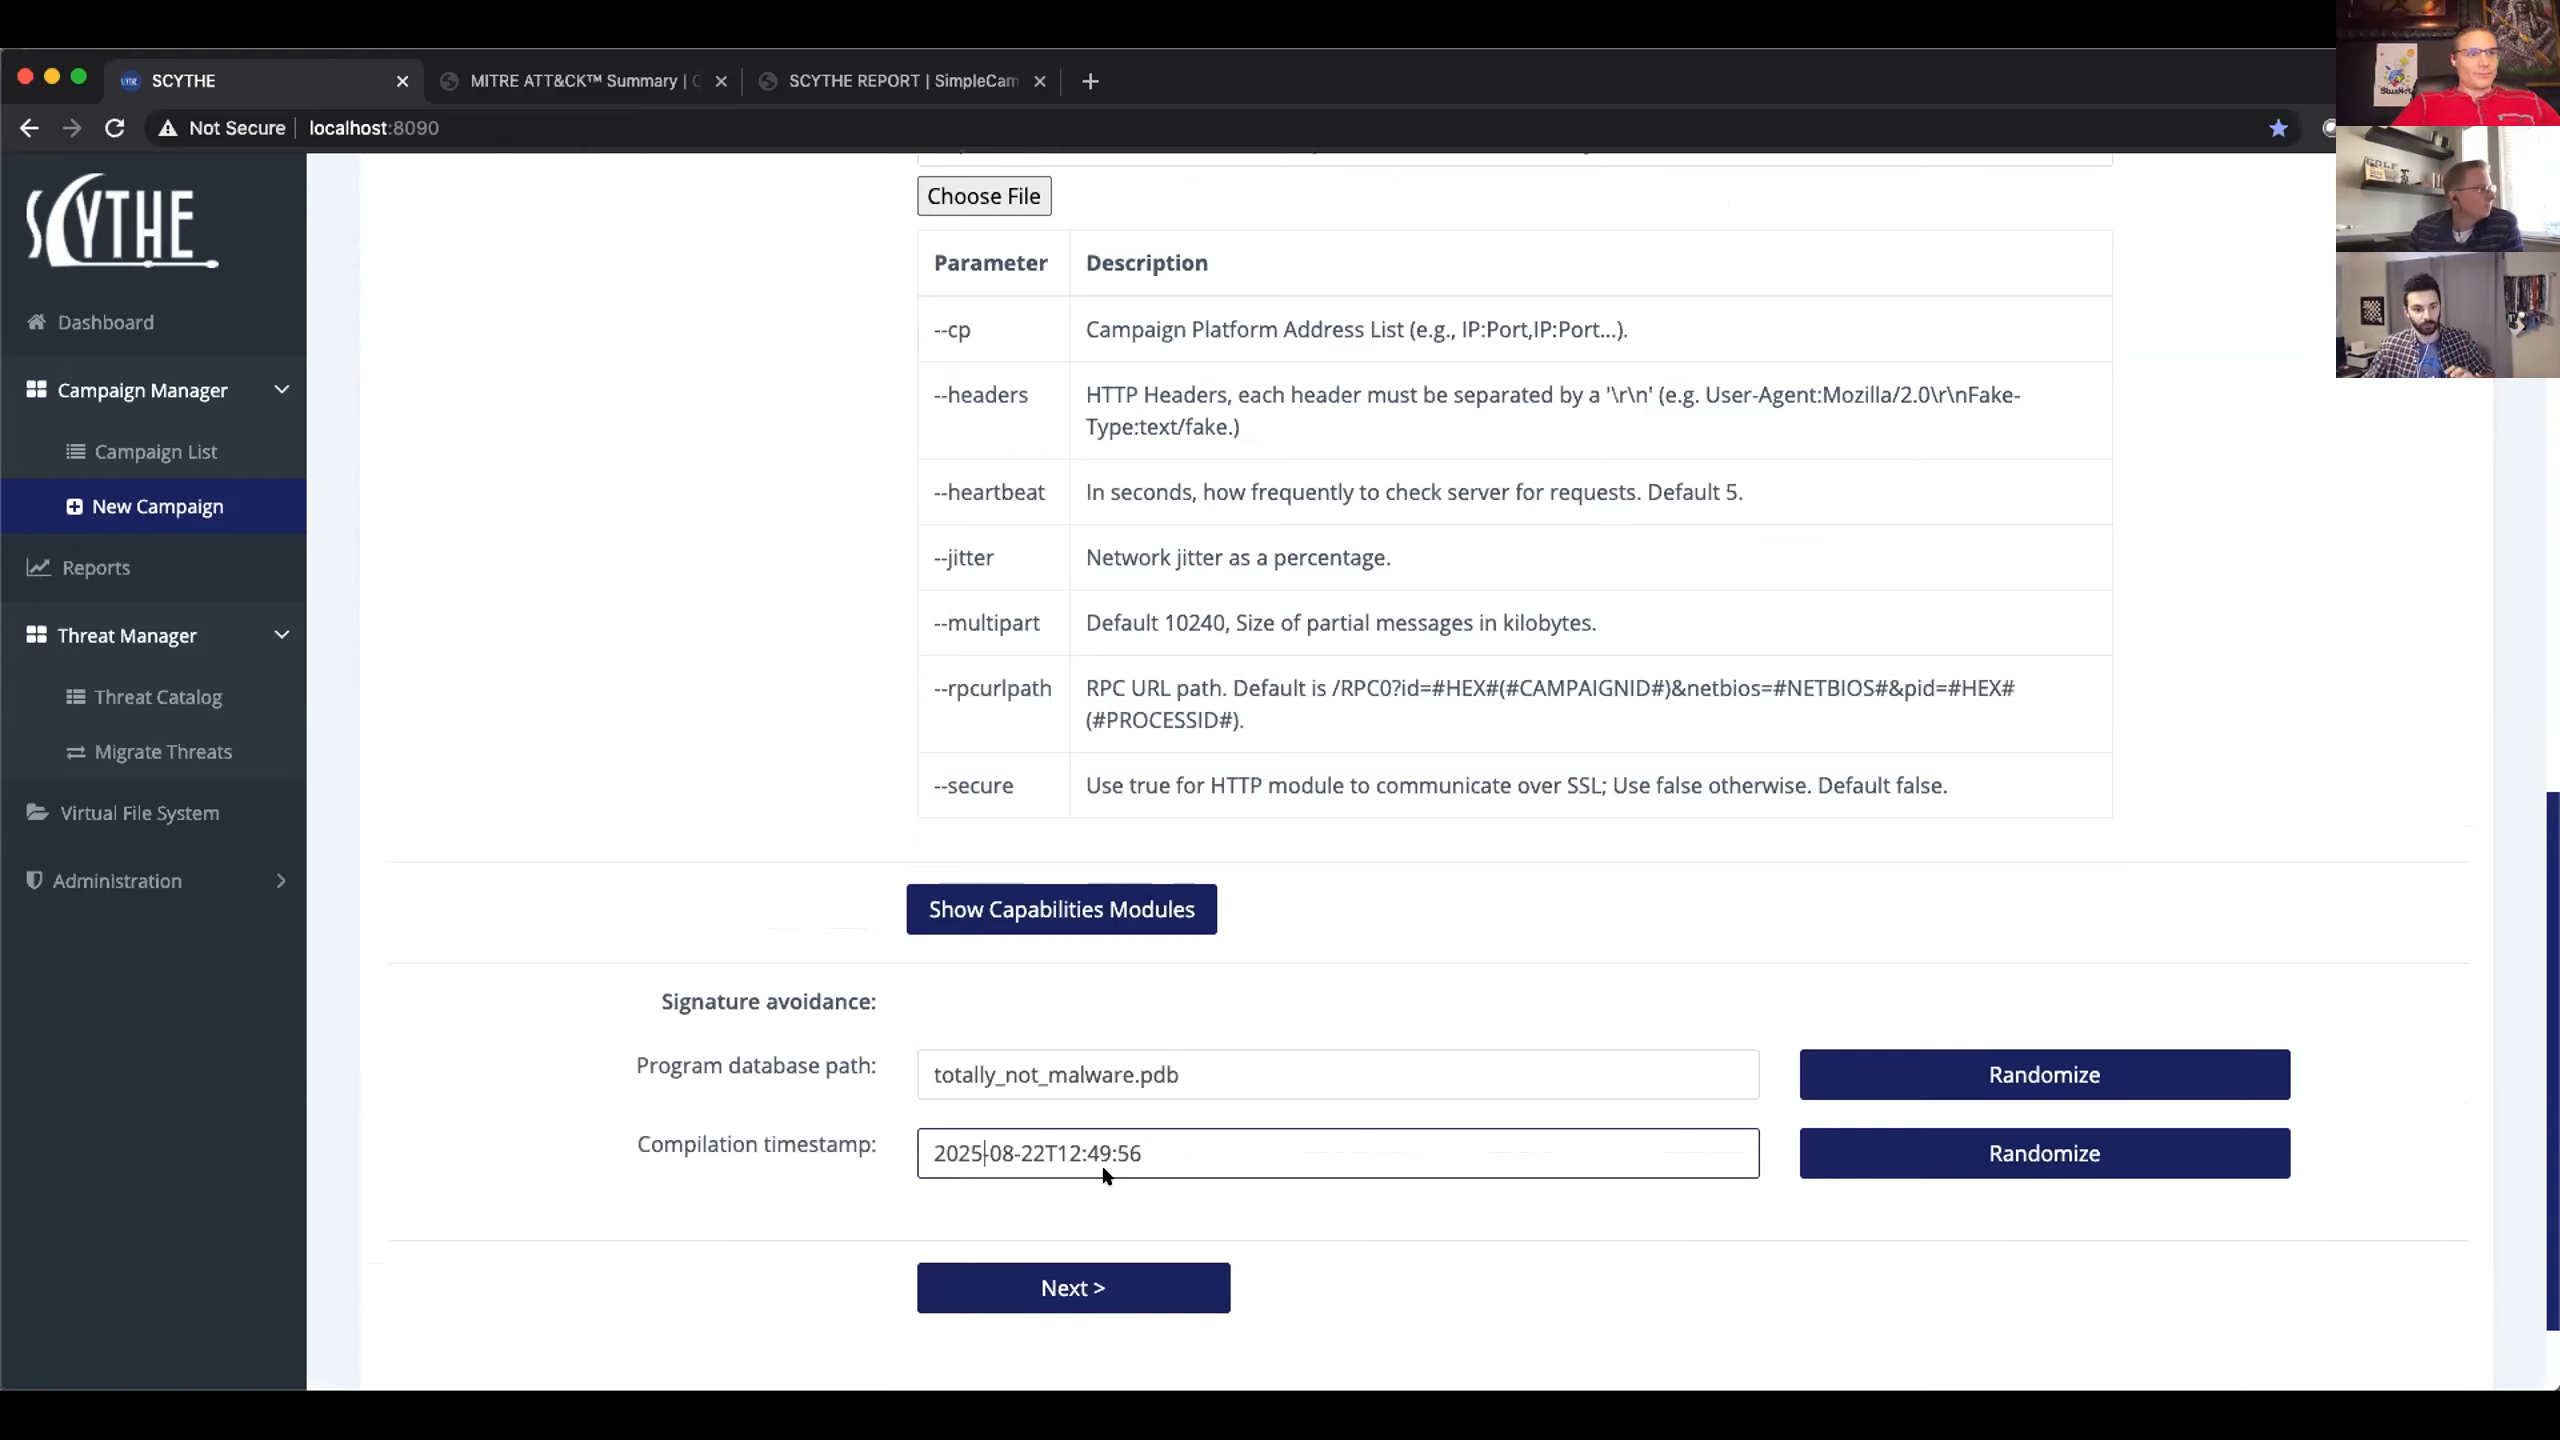 SCYTHE
MITRE ATT&CK™ Summary | C
SCYTHE REPORT | SimpleCam
Not Secure
localhost:8090
SCYTHE
Dashboard
Campaign Manager
Campaign List
New Campaign
Reports
Threat Manager
Threat Catalog
Migrate Threats
Virtual File System
Administration
Choose File
Parameter Description
--cp Campaign Platform Address List (e.g., IP:Port,IP:Port...).
--headers HTTP Headers, each header must be separated by a '\r\n' (e.g. User-Agent:Mozilla/2.0\r\nFake-
Type:text/fake.)
--heartbeat In seconds, how frequently to check server for requests. Default 5.
--jitter Network jitter as a percentage.
--multipart Default 10240, Size of partial messages in kilobytes.
--rpcurlpath RPC URL path. Default is /RPC0?id=#HEX#(#CAMPAIGNID#)&netbios=#NETBIOS#&pid=#HEX#
(#PROCESSID#).
--secure Use true for HTTP module to communicate over SSL; Use false otherwise. Default false.
Show Capabilities Modules
Signature avoidance:
Program database path: totally_not_malware.pdb Randomize
Compilation timestamp: 2025-08-22T12:49:56 Randomize
Next >
GOLF